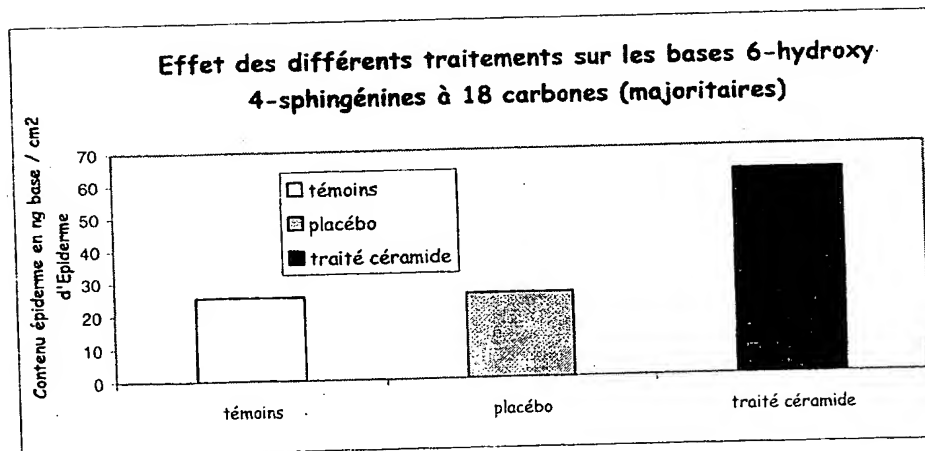 Effet des différents traitements sur les bases 6-hydroxy
4-sphingénines à 18 carbones (majoritaires)
Contenu épiderme en ng base / cm2
d'Epiderme
70
60
50
40
30
20
10
0
témoins
placébo
traité céramide
témoins
placébo
traité céramide